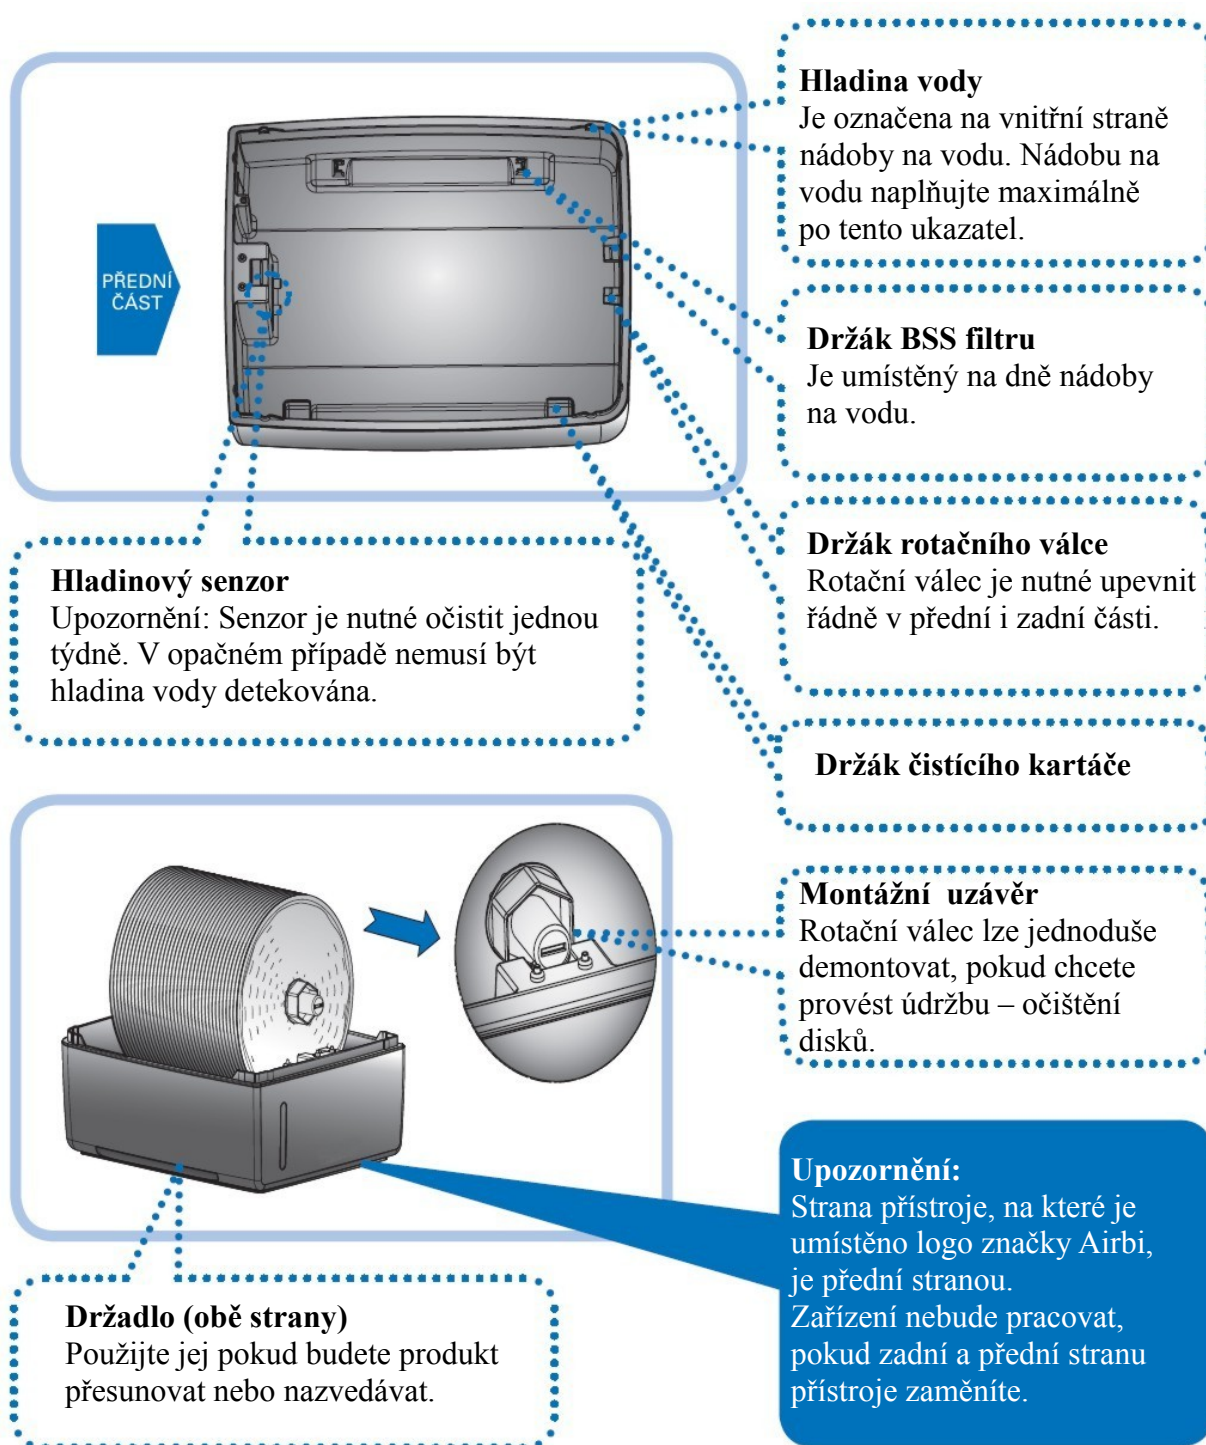 Hladina vody
Je označena na vnitřní straně
nádoby na vodu. Nádobu na
vodu naplňujte maximálně
po tento ukazatel.
PŘEDNÍ
ČÁST
Držák BSS filtru
Je umístěný na dně nádoby
na vodu.
Držák rotačního válce
Rotační válec je nutné upevnit
řádně v přední i zadní části.
Hladinový senzor
Upozornění: Senzor je nutné očistit jednou
týdně. V opačném případě nemusí být
hladina vody detekována.
Držák čistícího kartáče
Montážní uzávěr
Rotační válec lze jednoduše
demontovat, pokud chcete
provést údržbu – očištění
disků.
Upozornění:
Strana přístroje, na které je
umístěno logo značky Airbi,
je přední stranou.
Zařízení nebude pracovat,
pokud zadní a přední stranu
přístroje zaměníte.
Držadlo (obě strany)
Použijte jej pokud budete produkt
přesunovat nebo nazvedávat.